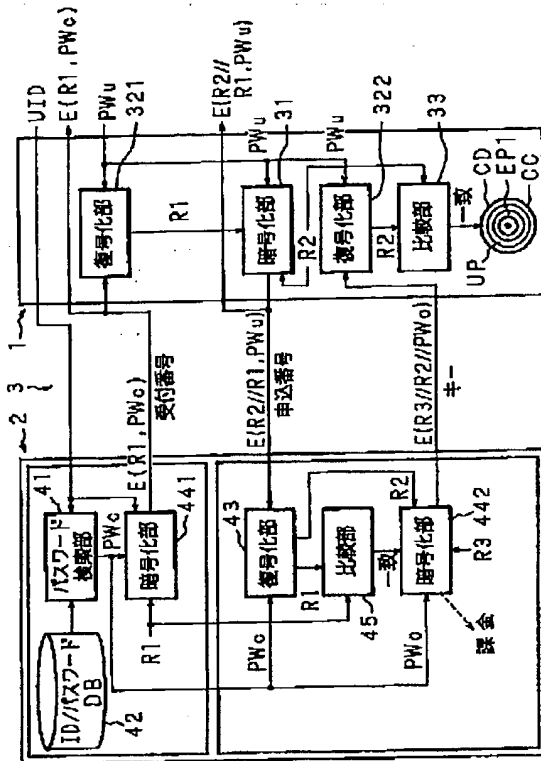 ID/パスワード
DB
42
パスワード
検索部
41
2
3
1
UID
PWc
E(R1,PWc)
E(R1,PWc)
受付番号
暗号化部
441
R1
復号化部
321
PWu
R1
E(R2//
R1,PWu)
PWu
暗号化部
31
E(R2//R1,PWu)
申込番号
PWc
復号化部
43
R1
R2
比較部
45
一致
暗号化部
442
R3
課金
E(R3//R2//PWo)
キー
R2
PWu
復号化部
322
R2
比較部
33
一致
UP
CD
EP1
CC